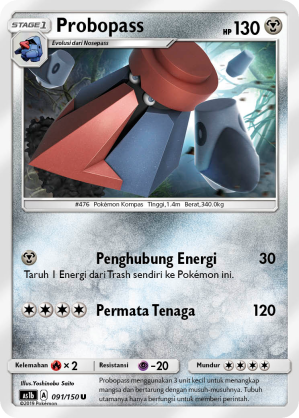 STAGE 1
Probopass
HP 130
Evolusi dari Nosepass
#476 Pokémon Kompas Tinggi,1.4m Berat,340.0kg
Penghubung Energi 30
Taruh 1 Energi dari Trash sendiri ke Pokémon ini.
Permata Tenaga 120
Kelemahan × 2 Resistansi -20 Mundur
Illus.Yoshinobu Saito
as1b A 091/150 U
©2019 Pokémon
Probopass menggunakan 3 unit kecil untuk menangkap
mangsa dan bertarung dengan musuh-musuhnya. Tubuh
utamanya hanya berfungsi untuk memberi perintah.